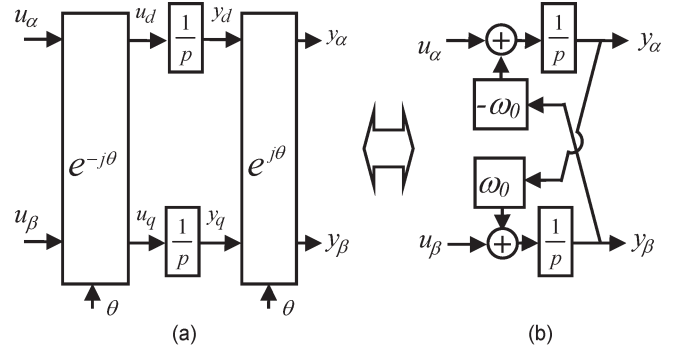 u_α u_d 1/p y_d y_α
e^{-jθ} e^{jθ}
u_β u_q 1/p y_q y_β
θ θ
(a)
u_α + 1/p y_α
-ω_0
ω_0
u_β + 1/p y_β
(b)